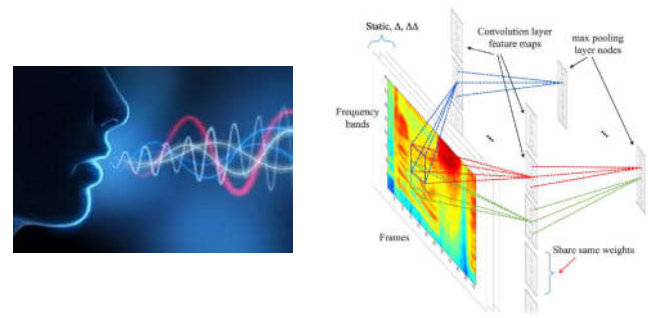 Static, Δ, ΔΔ
Convolution layer
feature maps
max pooling
layer nodes
Frequency
bands
...
...
Frames
Share same weights